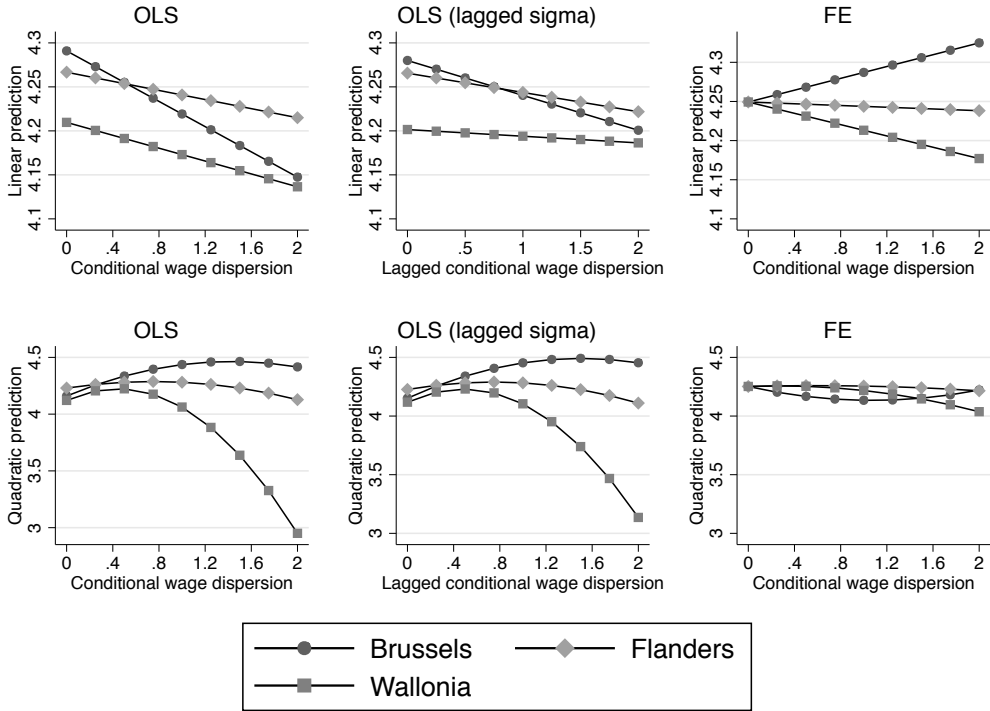 OLS
OLS (lagged sigma)
FE
Linear prediction
4.1 4.15 4.2 4.25 4.3
0 .4 .8 1.2 1.6 2
Conditional wage dispersion
Linear prediction
4.1 4.15 4.2 4.25 4.3
0 .5 1 1.5 2
Lagged conditional wage dispersion
Linear prediction
4.1 4.15 4.2 4.25 4.3
0 .4 .8 1.2 1.6 2
Conditional wage dispersion
OLS
OLS (lagged sigma)
FE
Quadratic prediction
3 3.5 4 4.5
0 .4 .8 1.2 1.6 2
Conditional wage dispersion
Quadratic prediction
3 3.5 4 4.5
0 .4 .8 1.2 1.6 2
Lagged conditional wage dispersion
Quadratic prediction
3 3.5 4 4.5
0 .4 .8 1.2 1.6 2
Conditional wage dispersion
Brussels
Flanders
Wallonia